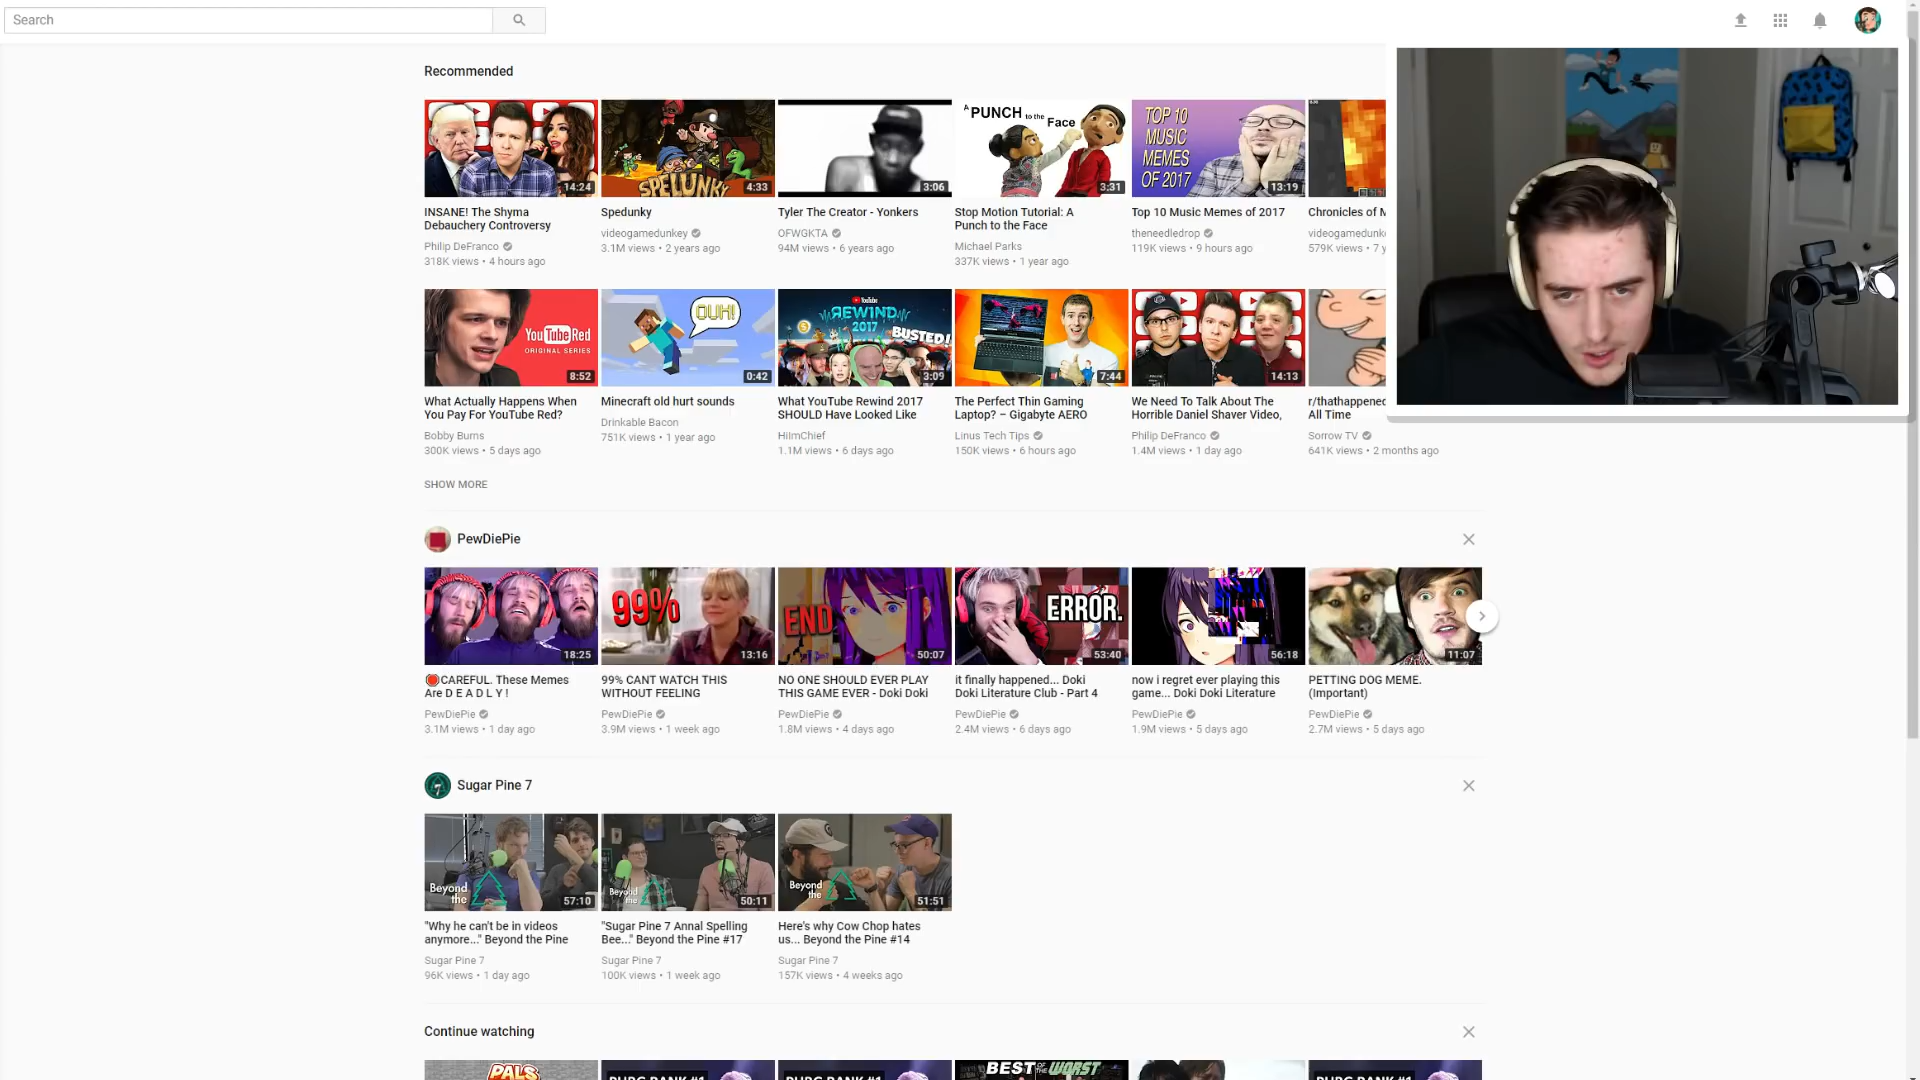 Search
Recommended
14:24
SPELUNKY
4:33
3:06
A PUNCH to the Face
3:31
TOP 10
MUSIC
MEMES
OF 2017
13:19
INSANE! The Shyma
Debauchery Controversy
Philip DeFranco
318K views • 4 hours ago
Spedunky
videogamedunkey
3.1M views • 2 years ago
Tyler The Creator - Yonkers
OFWGKTA
94M views • 6 years ago
Stop Motion Tutorial: A
Punch to the Face
Michael Parks
337K views • 1 year ago
Top 10 Music Memes of 2017
theneedledrop
119K views • 9 hours ago
Chronicles of
videogamedunke
579K views • 7 y
YouTube Red
ORIGINAL SERIES
8:52
OUH!
0:42
YouTube
REWIND
2017
BUSTED!
3:09
7:44
14:13
What Actually Happens When
You Pay For YouTube Red?
Bobby Burns
300K views • 5 days ago
Minecraft old hurt sounds
Drinkable Bacon
751K views • 1 year ago
What YouTube Rewind 2017
SHOULD Have Looked Like
HiImChief
1.1M views • 6 days ago
The Perfect Thin Gaming
Laptop? – Gigabyte AERO
Linus Tech Tips
150K views • 6 hours ago
We Need To Talk About The
Horrible Daniel Shaver Video,
Philip DeFranco
1.4M views • 1 day ago
r/thathappened
All Time
Sorrow TV
641K views • 2 months ago
SHOW MORE
PewDiePie
18:25
99%
13:16
END
50:07
ERROR.
53:40
56:18
11:07
CAREFUL. These Memes
Are D E A D L Y !
PewDiePie
3.1M views • 1 day ago
99% CANT WATCH THIS
WITHOUT FEELING
PewDiePie
3.9M views • 1 week ago
NO ONE SHOULD EVER PLAY
THIS GAME EVER - Doki Doki
PewDiePie
1.8M views • 4 days ago
it finally happened... Doki
Doki Literature Club - Part 4
PewDiePie
2.4M views • 6 days ago
now i regret ever playing this
game... Doki Doki Literature
PewDiePie
1.9M views • 5 days ago
PETTING DOG MEME.
(Important)
PewDiePie
2.7M views • 5 days ago
Sugar Pine 7
Beyond
the
57:10
Beyond
the
50:11
Beyond
the
51:51
"Why he can't be in videos
anymore..." Beyond the Pine
Sugar Pine 7
96K views • 1 day ago
"Sugar Pine 7 Annal Spelling
Bee..." Beyond the Pine #17
Sugar Pine 7
100K views • 1 week ago
Here's why Cow Chop hates
us... Beyond the Pine #14
Sugar Pine 7
157K views • 4 weeks ago
Continue watching
PALS
PUBG RANK #1
PUBG RANK #1
BEST OF THE WORST
PUBG RANK #1